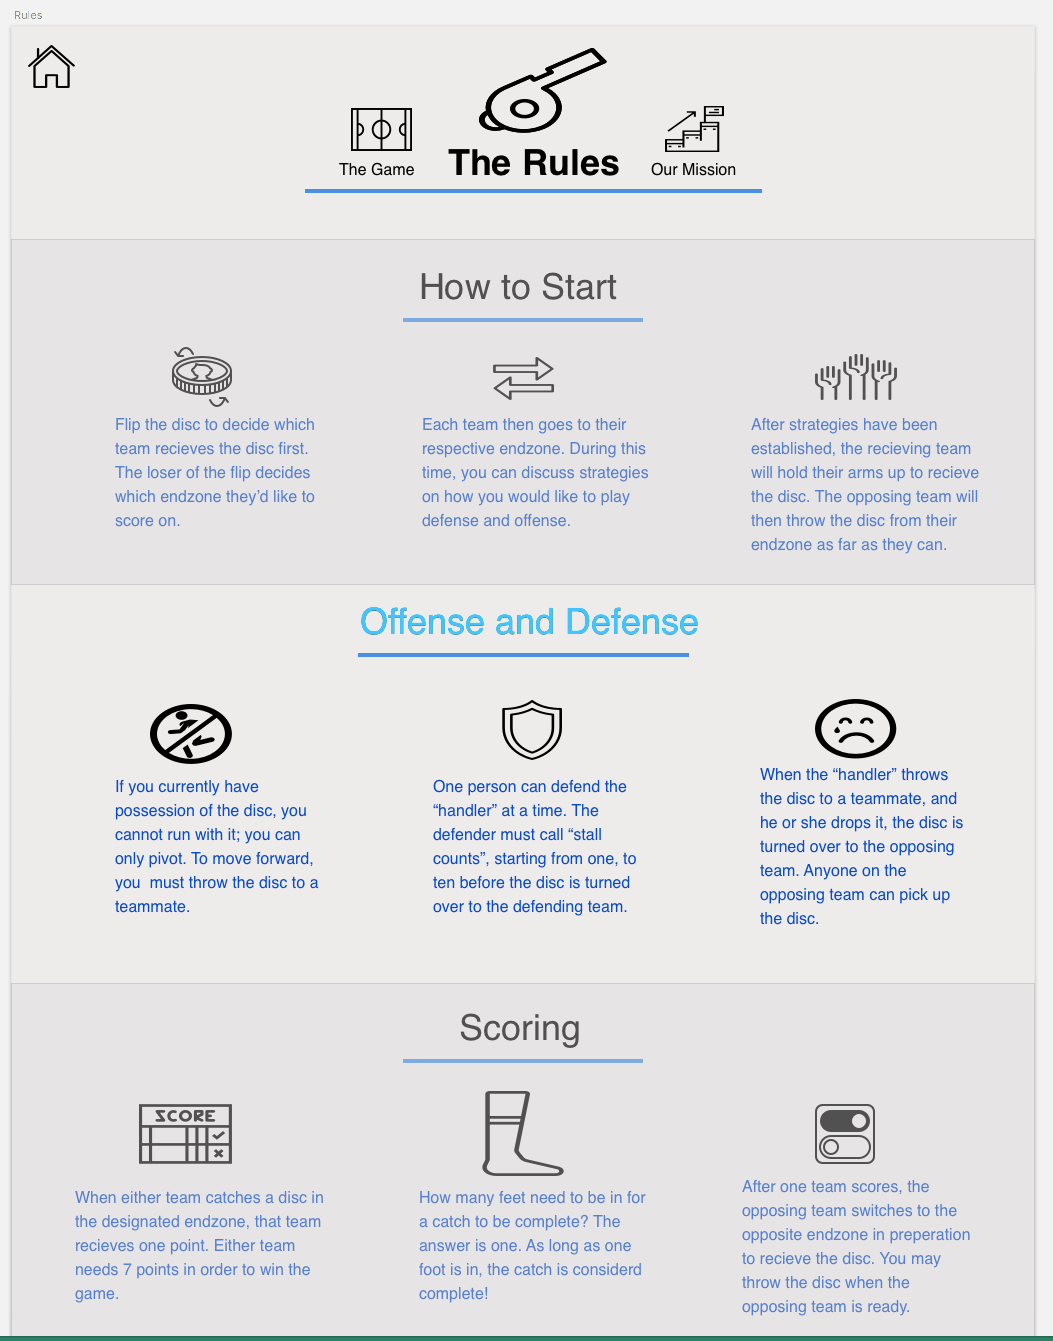 Rules
The Game
The Rules
Our Mission
How to Start
Flip the disc to decide which
team recieves the disc first.
The loser of the flip decides
which endzone they'd like to
score on.
Each team then goes to their
respective endzone. During this
time, you can discuss strategies
on how you would like to play
defense and offense.
After strategies have been
established, the recieving team
will hold their arms up to recieve
the disc. The opposing team will
then throw the disc from their
endzone as far as they can.
Offense and Defense
If you currently have
possession of the disc, you
cannot run with it; you can
only pivot. To move forward,
you  must throw the disc to a
teammate.
One person can defend the
“handler” at a time. The
defender must call “stall
counts”, starting from one, to
ten before the disc is turned
over to the defending team.
When the “handler” throws
the disc to a teammate, and
he or she drops it, the disc is
turned over to the opposing
team. Anyone on the
opposing team can pick up
the disc.
Scoring
SCORE
When either team catches a disc in
the designated endzone, that team
recieves one point. Either team
needs 7 points in order to win the
game.
How many feet need to be in for
a catch to be complete? The
answer is one. As long as one
foot is in, the catch is considerd
complete!
After one team scores, the
opposing team switches to the
opposite endzone in preperation
to recieve the disc. You may
throw the disc when the
opposing team is ready.